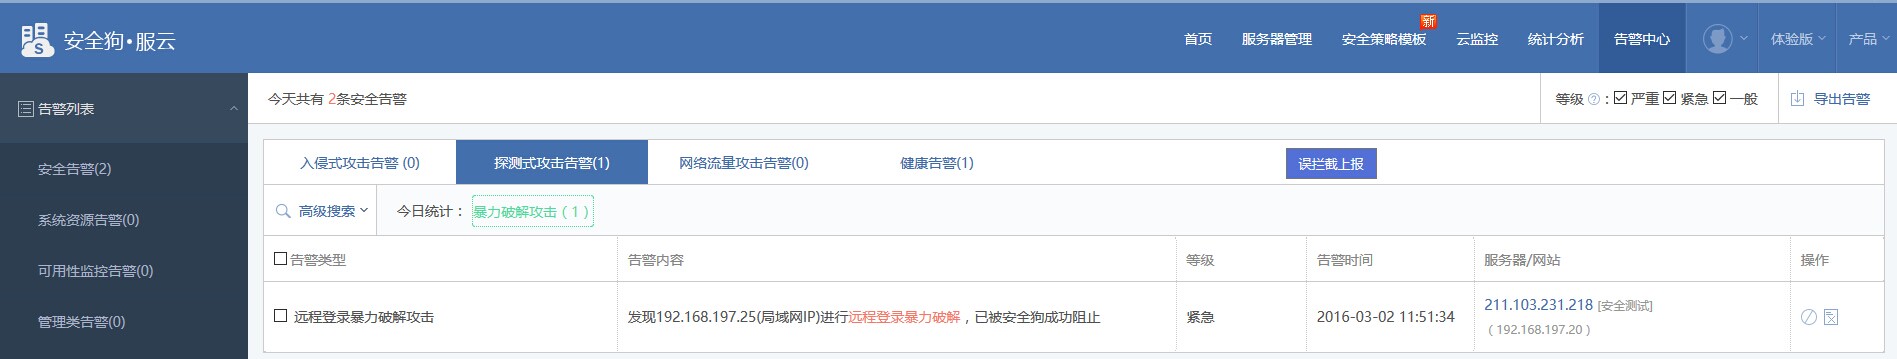 安全狗•服云
首页 服务器管理 安全策略模板 新 云监控 统计分析 告警中心 体验版 产品
告警列表
安全告警(2)
系统资源告警(0)
可用性监控告警(0)
管理类告警(0)
今天共有 2条安全告警
等级 ? : 严重 紧急 一般 导出告警
入侵式攻击告警 (0) 探测式攻击告警(1) 网络流量攻击告警(0) 健康告警(1) 误拦截上报
高级搜索 今日统计： 暴力破解攻击（1）
告警类型 告警内容 等级 告警时间 服务器/网站 操作
远程登录暴力破解攻击 发现192.168.197.25(局域网IP)进行远程登录暴力破解，已被安全狗成功阻止 紧急 2016-03-02 11:51:34 211.103.231.218 [安全测试]
（192.168.197.20）